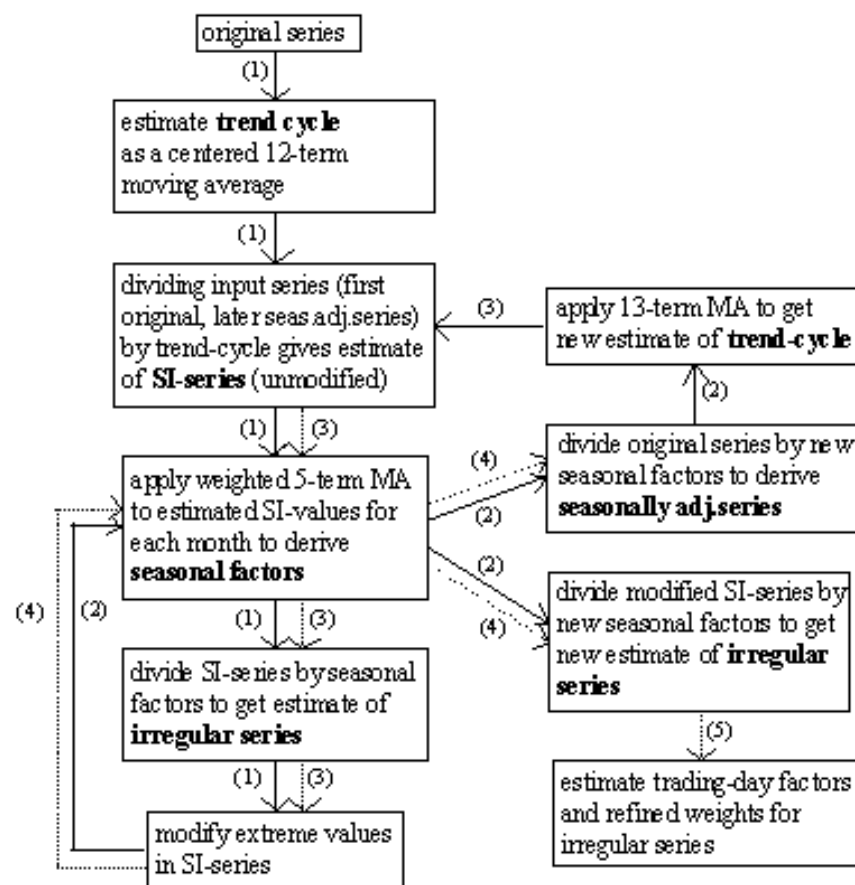 original series
(1)
estimate trend cycle
as a centered 12-term
moving average
(1)
dividing input series (first
original, later seas.adj.series)
by trend-cycle gives estimate
of SI-series (unmodified)
(3)
apply 13-term MA to get
new estimate of trend-cycle
(1)
(3)
(2)
apply weighted 5-term MA
to estimated SI-values for
each month to derive
seasonal factors
(4)
(2)
divide original series by new
seasonal factors to derive
seasonally adj.series
(2)
(4)
divide modified SI-series by
new seasonal factors to get
new estimate of irregular
series
(4)
(2)
(1)
(3)
divide SI-series by seasonal
factors to get estimate of
irregular series
(5)
(1)
(3)
estimate trading-day factors
and refined weights for
irregular series
modify extreme values
in SI-series